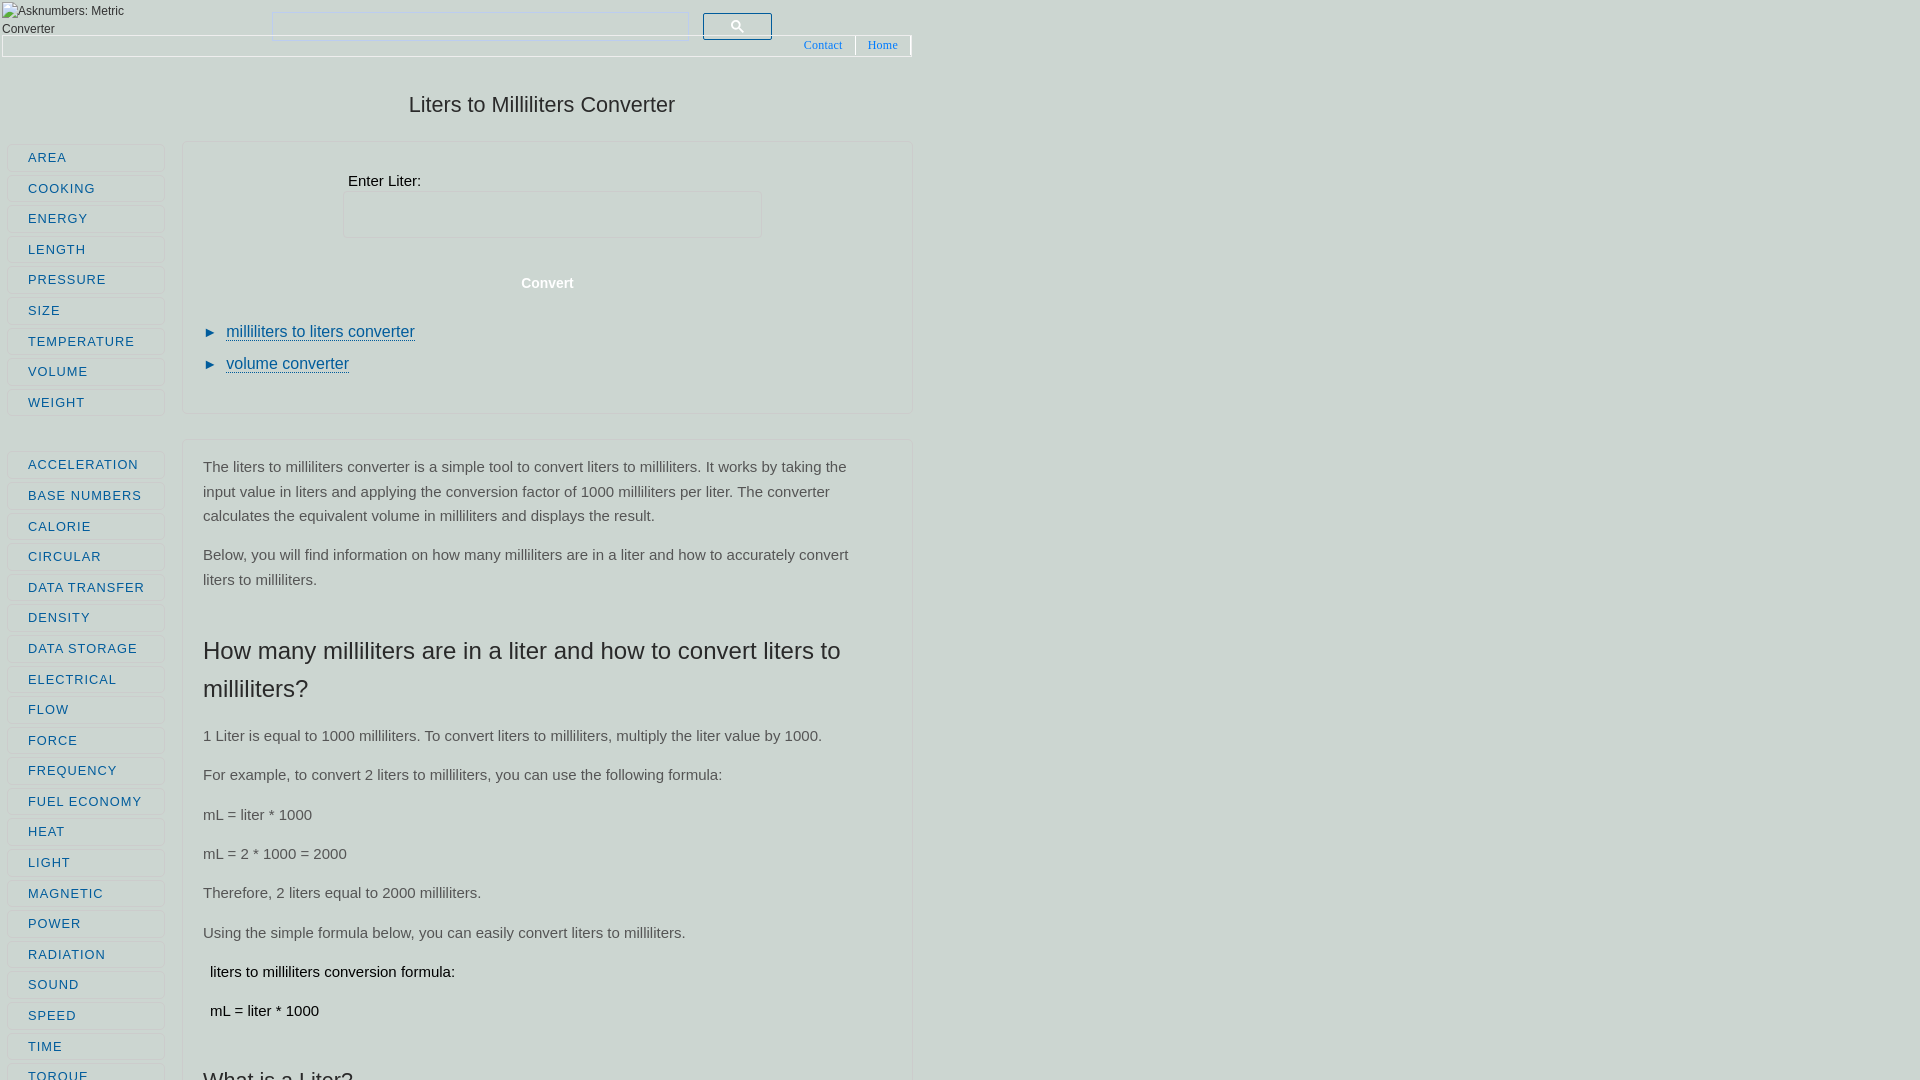 Asknumbers: Metric
Converter
Contact
Home
Liters to Milliliters Converter
AREA
COOKING
ENERGY
LENGTH
PRESSURE
SIZE
TEMPERATURE
VOLUME
WEIGHT
ACCELERATION
BASE NUMBERS
CALORIE
CIRCULAR
DATA TRANSFER
DENSITY
DATA STORAGE
ELECTRICAL
FLOW
FORCE
FREQUENCY
FUEL ECONOMY
HEAT
LIGHT
MAGNETIC
POWER
RADIATION
SOUND
SPEED
TIME
TORQUE
Enter Liter:
Convert
► milliliters to liters converter
► volume converter
The liters to milliliters converter is a simple tool to convert liters to milliliters. It works by taking the
input value in liters and applying the conversion factor of 1000 milliliters per liter. The converter
calculates the equivalent volume in milliliters and displays the result.
Below, you will find information on how many milliliters are in a liter and how to accurately convert
liters to milliliters.
How many milliliters are in a liter and how to convert liters to
milliliters?
1 Liter is equal to 1000 milliliters. To convert liters to milliliters, multiply the liter value by 1000.
For example, to convert 2 liters to milliliters, you can use the following formula:
mL = liter * 1000
mL = 2 * 1000 = 2000
Therefore, 2 liters equal to 2000 milliliters.
Using the simple formula below, you can easily convert liters to milliliters.
liters to milliliters conversion formula:
mL = liter * 1000
What is a Liter?